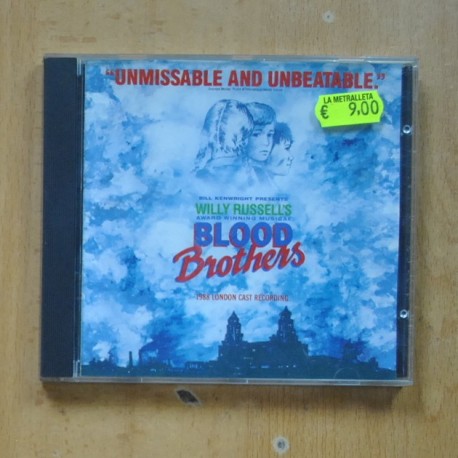 "UNMISSABLE AND UNBEATABLE."
LA METRALLETA
€ 9,00
BILL KENWRIGHT PRESENTS
WILLY RUSSELL'S
AWARD WINNING MUSICAL
BLOOD
Brothers
1988 LONDON CAST RECORDING